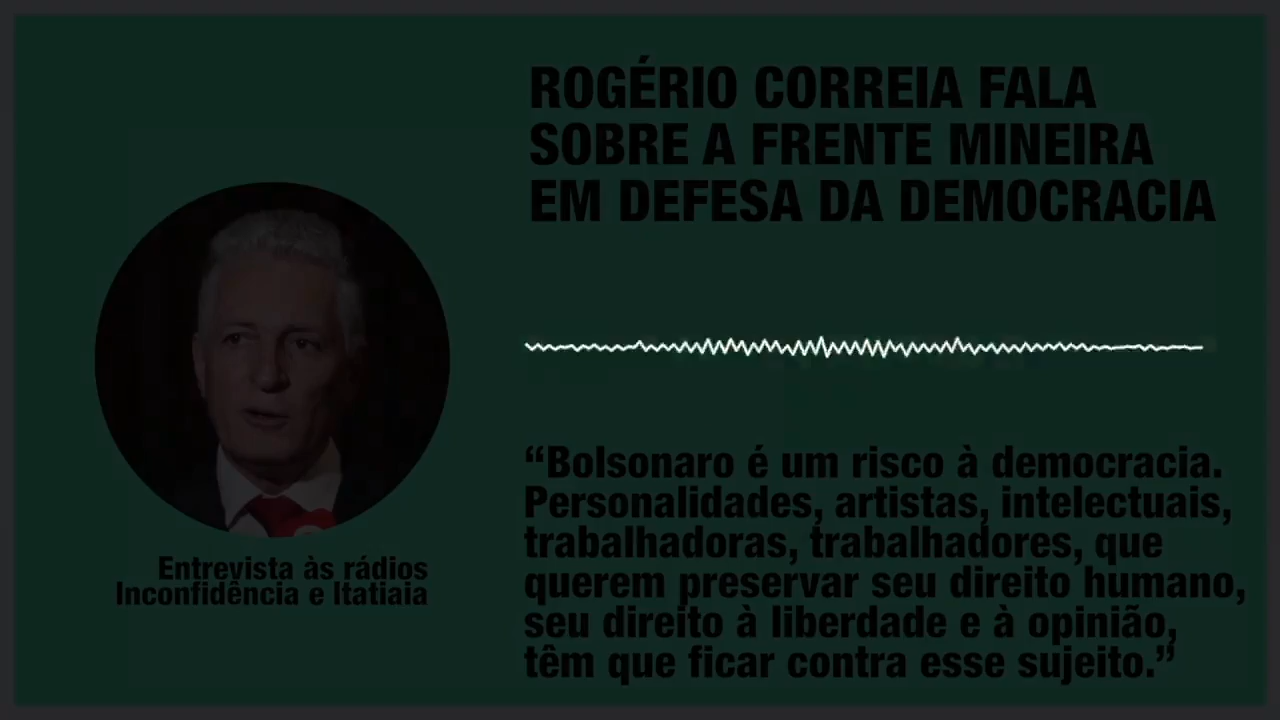 ROGÉRIO CORREIA FALA
SOBRE A FRENTE MINEIRA
EM DEFESA DA DEMOCRACIA
Entrevista às rádios
Inconfidência e Itatiaia
“Bolsonaro é um risco à democracia.
Personalidades, artistas, intelectuais,
trabalhadoras, trabalhadores, que
querem preservar seu direito humano,
seu direito à liberdade e à opinião,
têm que ficar contra esse sujeito.”